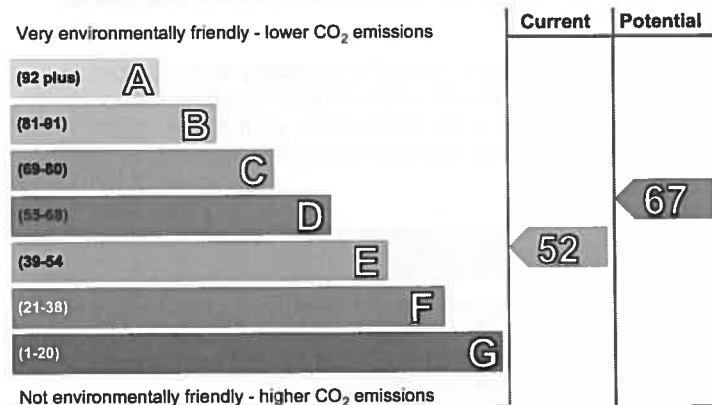 Current Potential
Very environmentally friendly - lower CO₂ emissions
(92 plus) A
(81-91) B
(69-80) C
(55-68) D
67
(39-54 E
52
(21-38) F
(1-20) G
Not environmentally friendly - higher CO₂ emissions